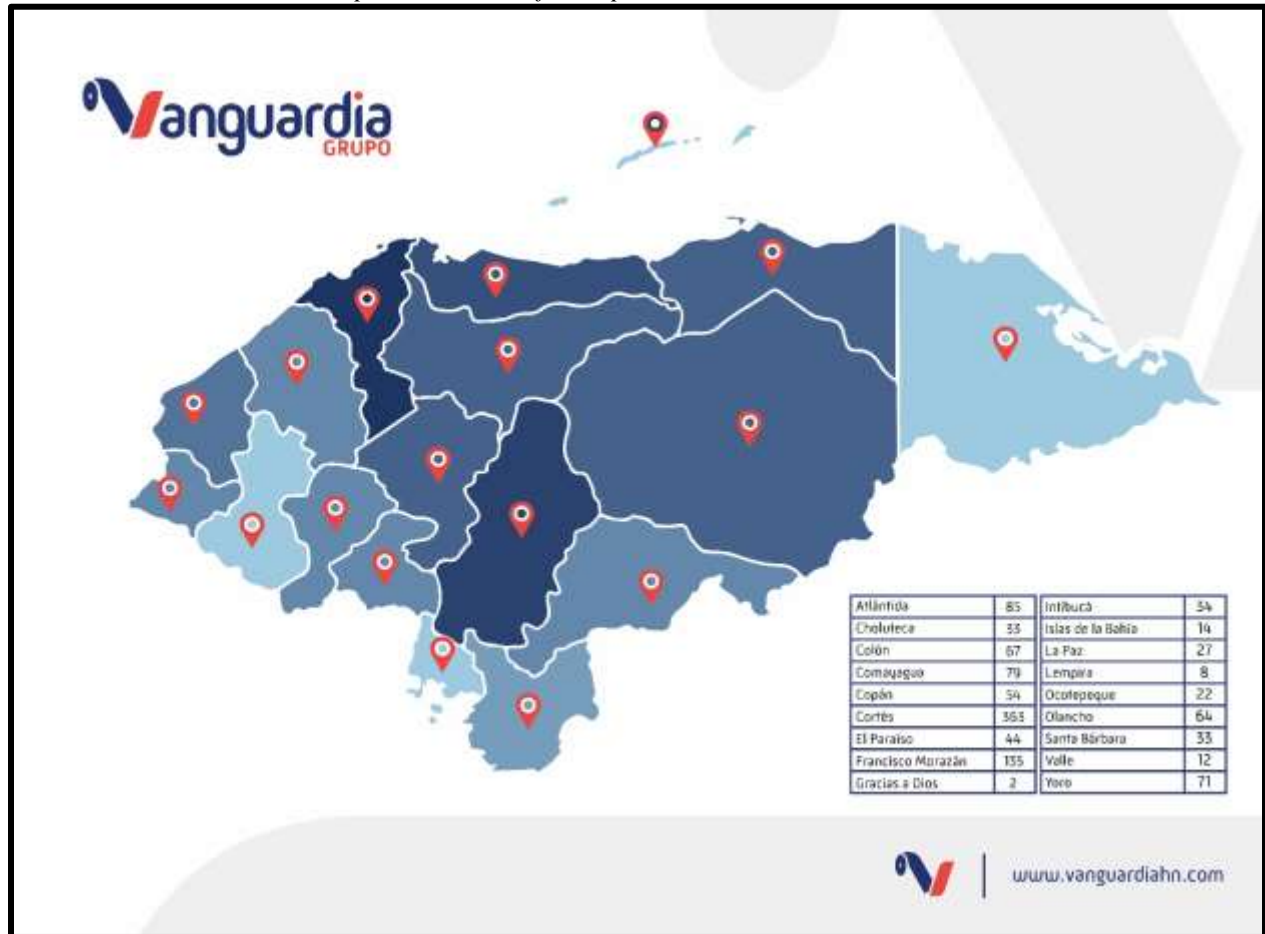 Vanguardia
GRUPO
Atlántida 85 Intibucá 34
Choluteca 33 Islas de la Bahía 14
Colón 67 La Paz 27
Comayagua 79 Lempira 8
Copán 54 Ocotepeque 22
Cortés 363 Olancho 64
El Paraíso 44 Santa Bárbara 33
Francisco Morazán 135 Valle 12
Gracias a Dios 2 Yoro 71
www.vanguardiahn.com